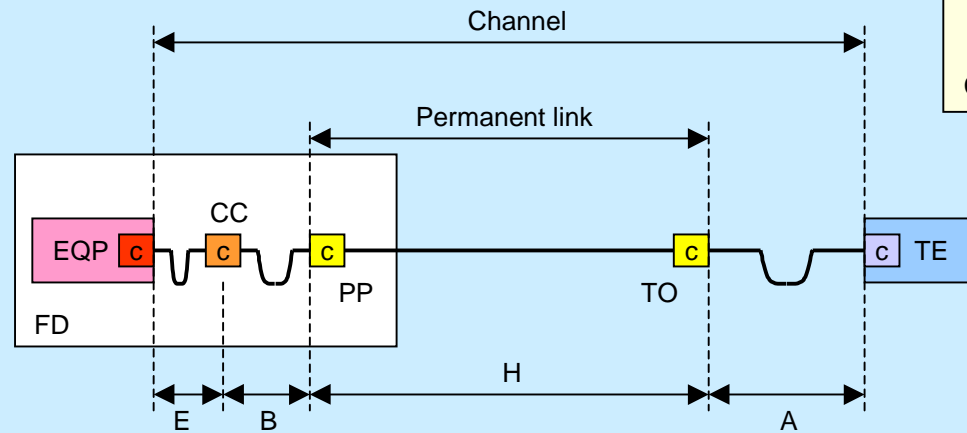 Channel
Permanent link
CC
EQP c c c c c TE
PP TO
FD
H
E B A